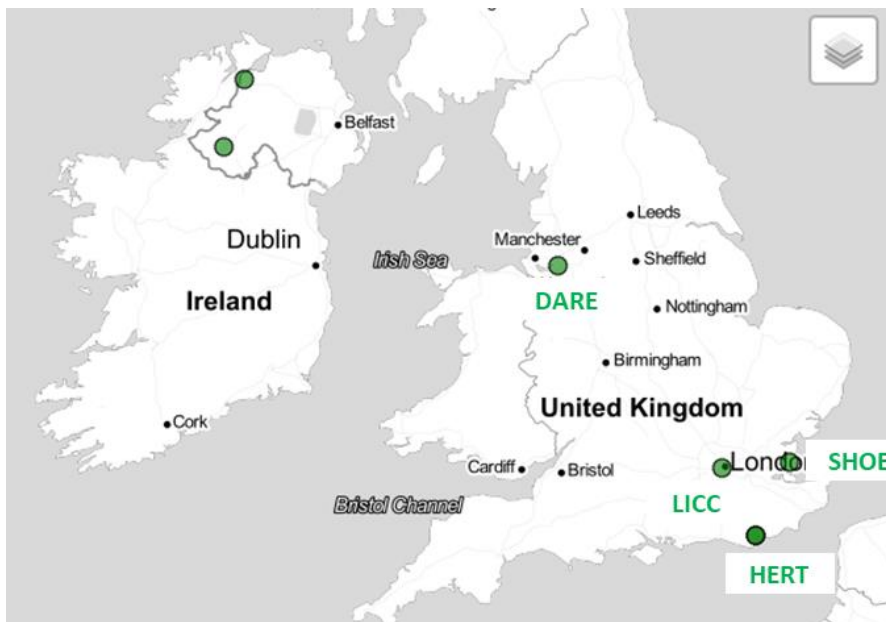 Belfast
Leeds
Dublin
Manchester
Irish Sea
Sheffield
DARE
Ireland
Nottingham
Birmingham
United Kingdom
Cork
Cardiff
Bristol
London
SHOE
LICC
Bristol Channel
HERT